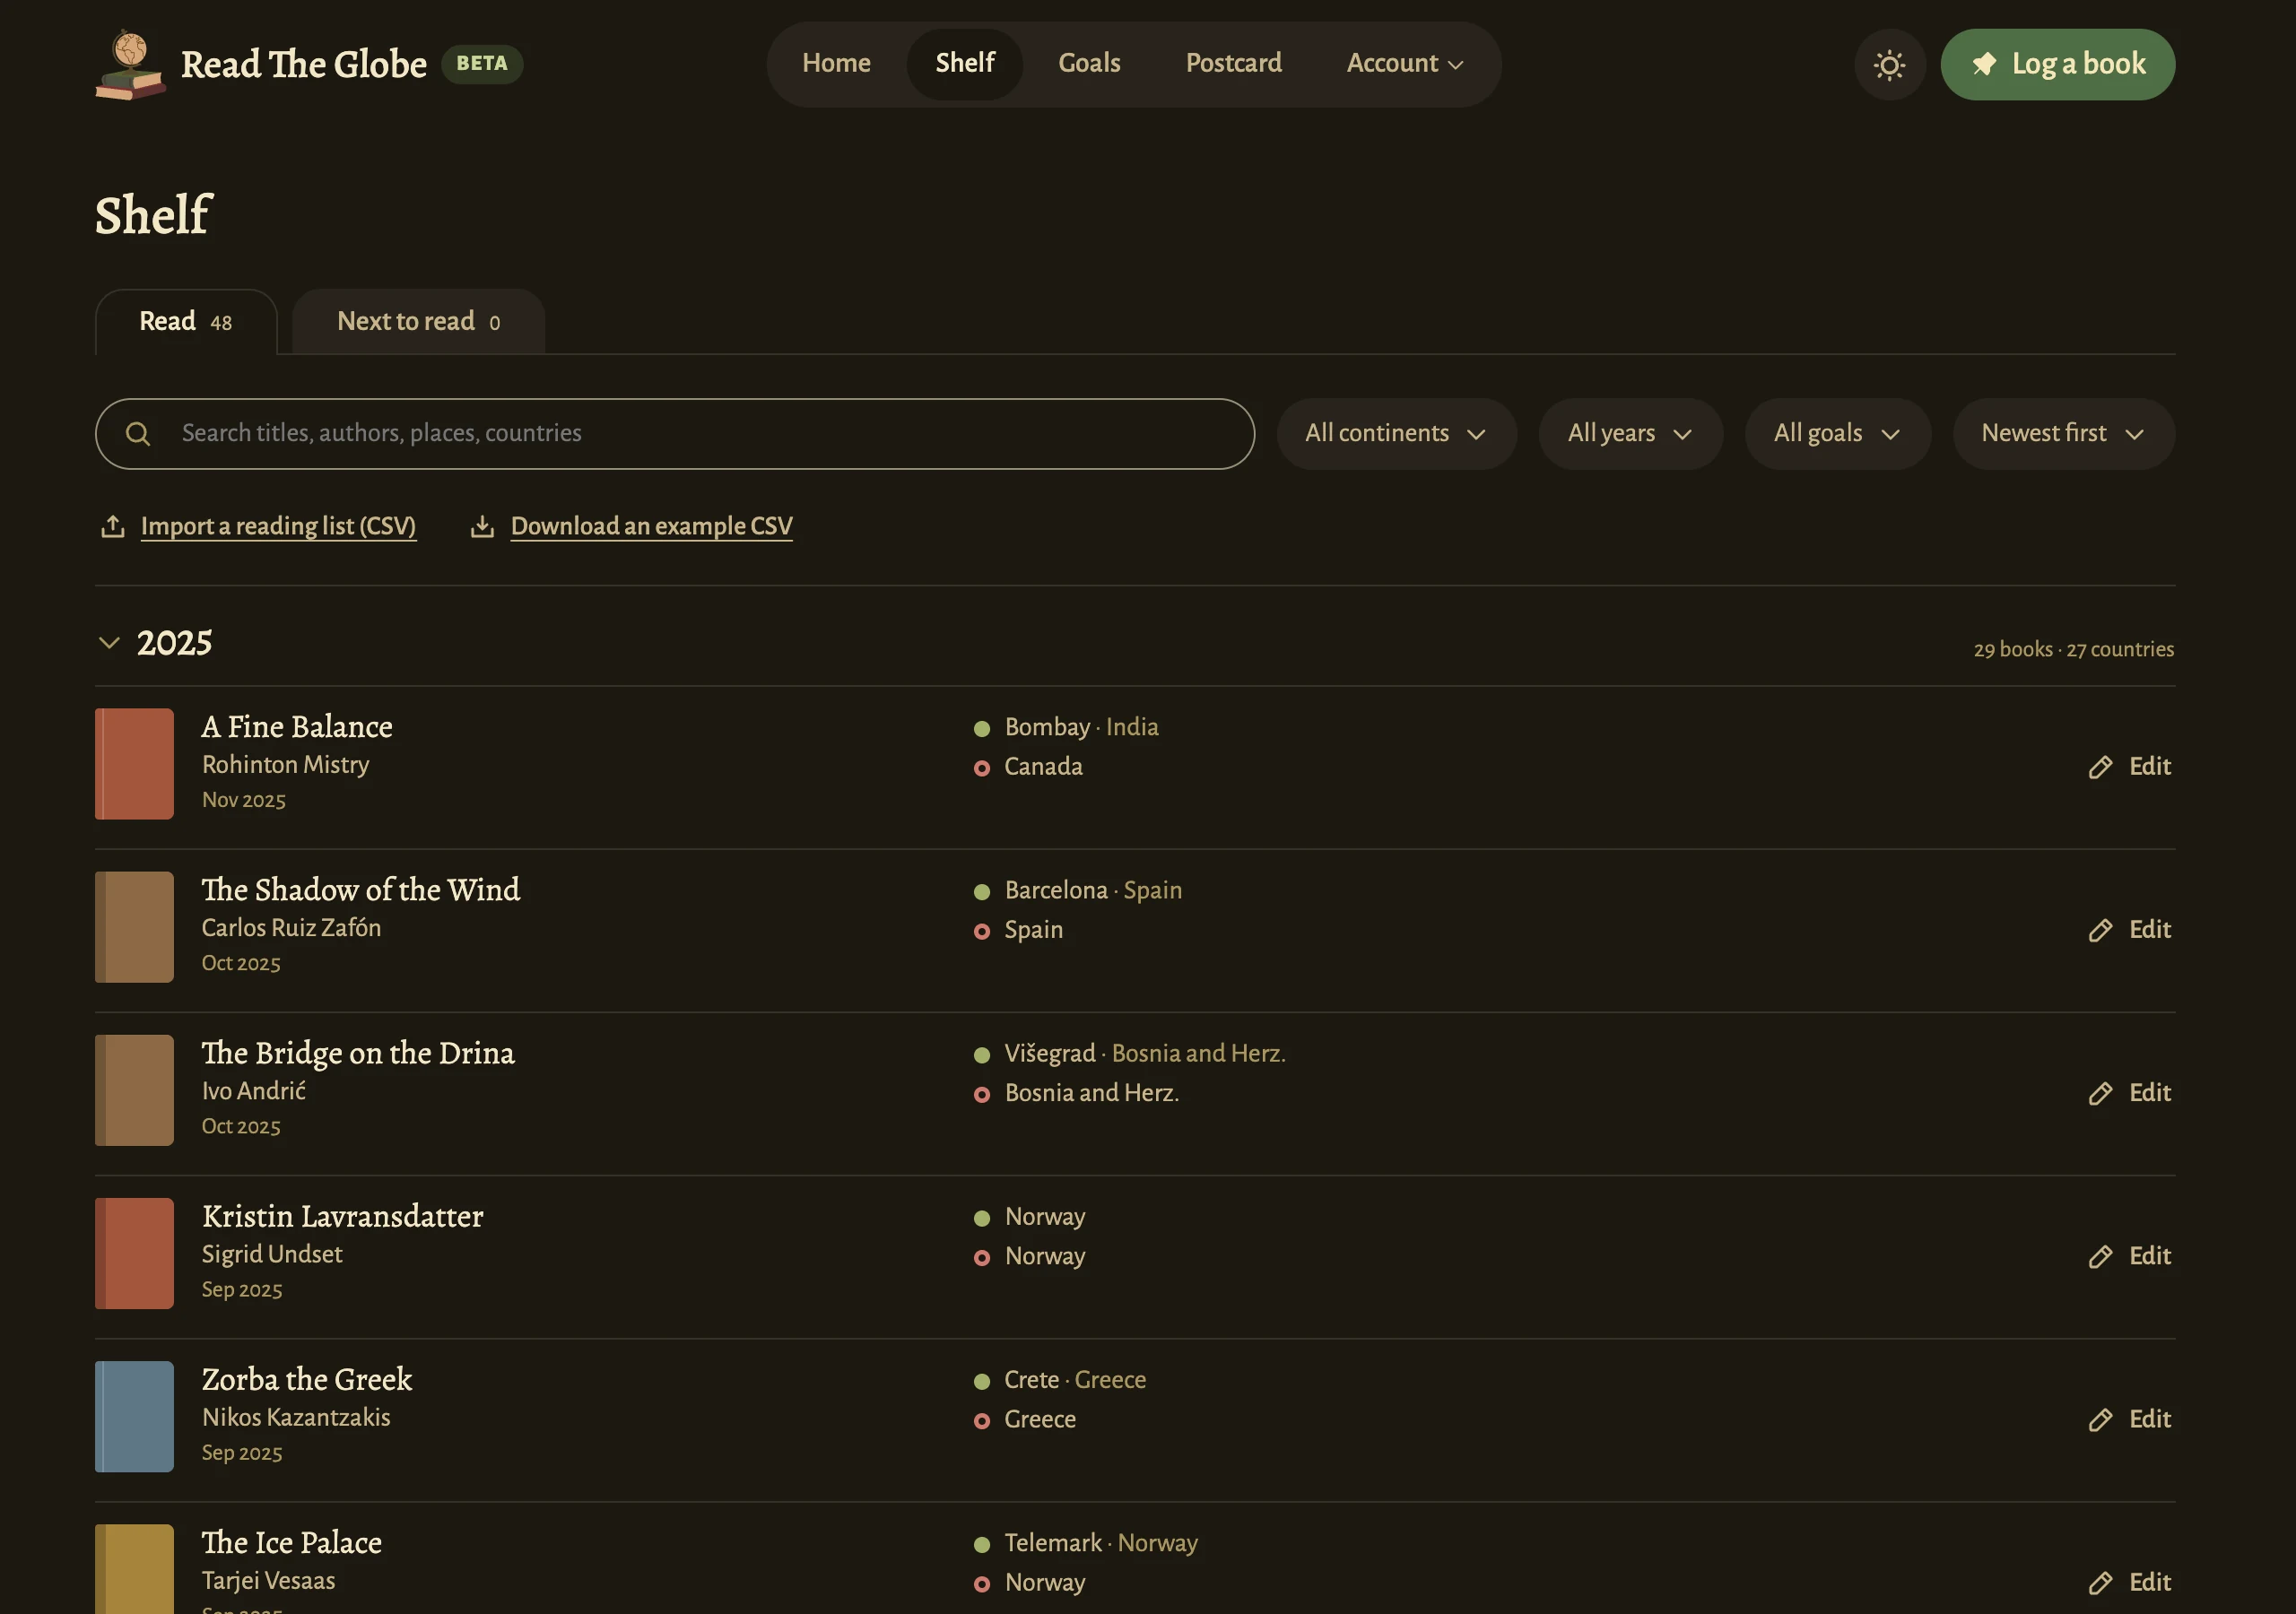 Read The Globe BETA
Home Shelf Goals Postcard Account
Log a book
Shelf
Read 48 Next to read 0
Search titles, authors, places, countries
All continents All years All goals Newest first
Import a reading list (CSV) Download an example CSV
2025 29 books · 27 countries
A Fine Balance
Rohinton Mistry
Nov 2025
Bombay · India
Canada
Edit
The Shadow of the Wind
Carlos Ruiz Zafón
Oct 2025
Barcelona · Spain
Spain
Edit
The Bridge on the Drina
Ivo Andrić
Oct 2025
Višegrad · Bosnia and Herz.
Bosnia and Herz.
Edit
Kristin Lavransdatter
Sigrid Undset
Sep 2025
Norway
Norway
Edit
Zorba the Greek
Nikos Kazantzakis
Sep 2025
Crete · Greece
Greece
Edit
The Ice Palace
Tarjei Vesaas
Telemark · Norway
Norway
Edit